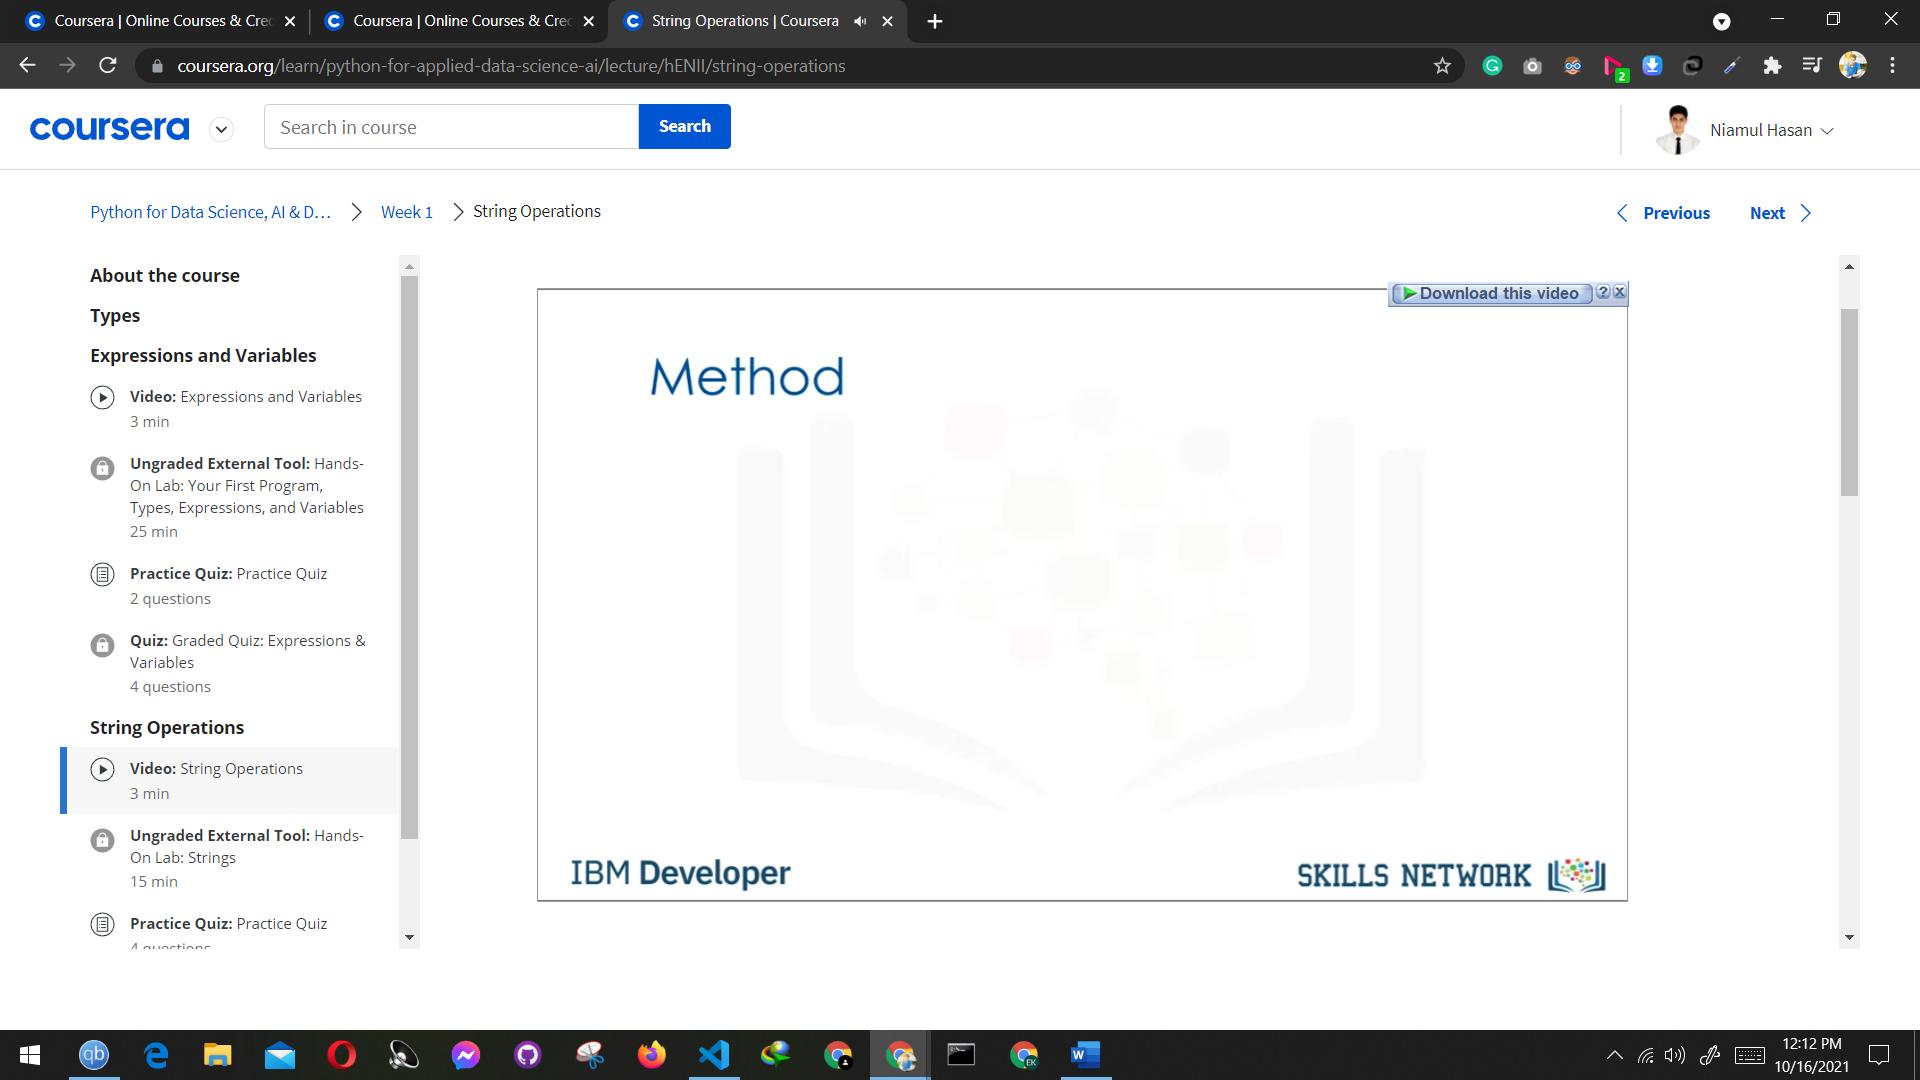 Coursera | Online Courses & Cre
Coursera | Online Courses & Cre
String Operations | Coursera
coursera.org/learn/python-for-applied-data-science-ai/lecture/hENII/string-operations
2
coursera
Search in course
Search
Niamul Hasan
Python for Data Science, AI & D...
Week 1
String Operations
Previous
Next
About the course
Types
Expressions and Variables
Video: Expressions and Variables
3 min
Ungraded External Tool: Hands-
On Lab: Your First Program,
Types, Expressions, and Variables
25 min
Practice Quiz: Practice Quiz
2 questions
Quiz: Graded Quiz: Expressions &
Variables
4 questions
String Operations
Video: String Operations
3 min
Ungraded External Tool: Hands-
On Lab: Strings
15 min
Practice Quiz: Practice Quiz
4 questions
Download this video
Method
IBM Developer
SKILLS NETWORK
qb
EK
12:12 PM
10/16/2021